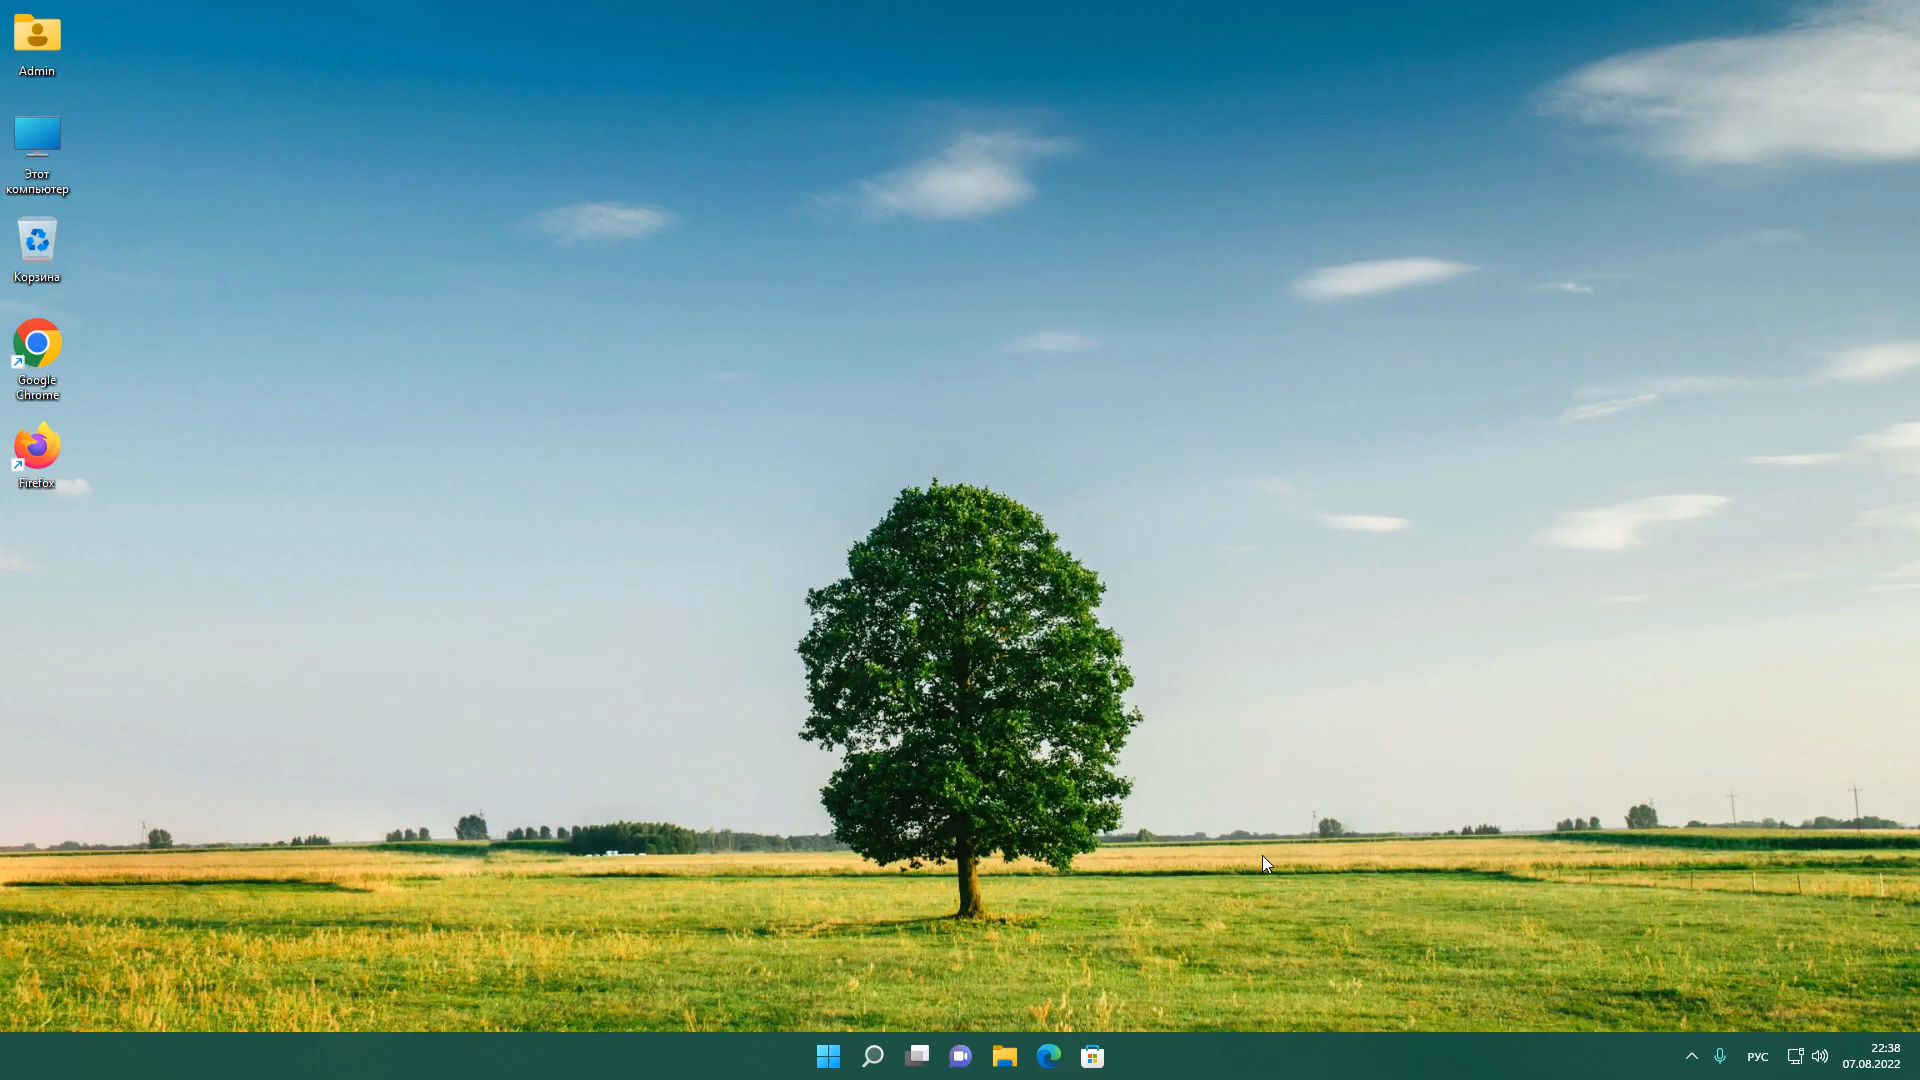 Admin
Этот
компьютер
Корзина
Google
Chrome
Firefox
РУС
22:38
07.08.2022